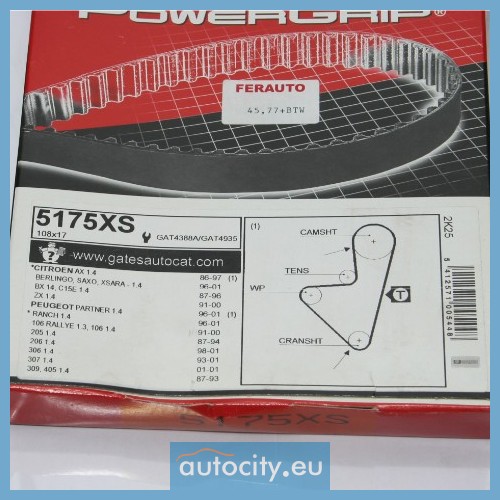 POWERGRIP®
FERAUTO
45,77+BTW
5175XS
108x17
GAT4388A/GAT4935
www.gatesautocat.com
*CITROEN AX 1.4 86-97 (1)
BERLINGO, SAXO, XSARA - 1.4 96-01
BX 14, C15E 1.4 87-96
ZX 1.4 91-00
PEUGEOT PARTNER 1.4 96-01 (1)
* RANCH 1.4 96-01
106 RALLYE 1.3, 106 1.4 91-00
205 1.4 87-94
206 1.4 98-01
306 1.4 93-01
307 1.4 01-01
309, 405 1.4 87-93
(1)
CAMSHT
TENS
WP
T
CRANSHT
2K25
5 412571 005448
5175XS
autocity.eu